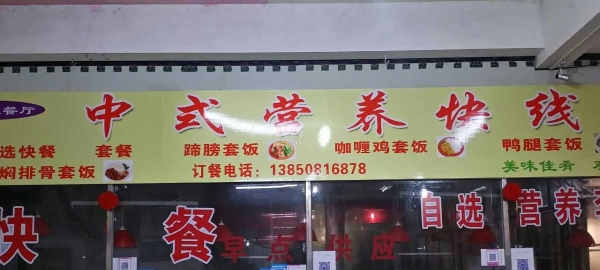 餐厅
中式营养快线
选快餐 套餐 蹄膀套饭 咖喱鸡套饭 鸭腿套饭
焖排骨套饭 订餐电话：13850816878 美味佳肴
快餐 自选 营养
早点 供应